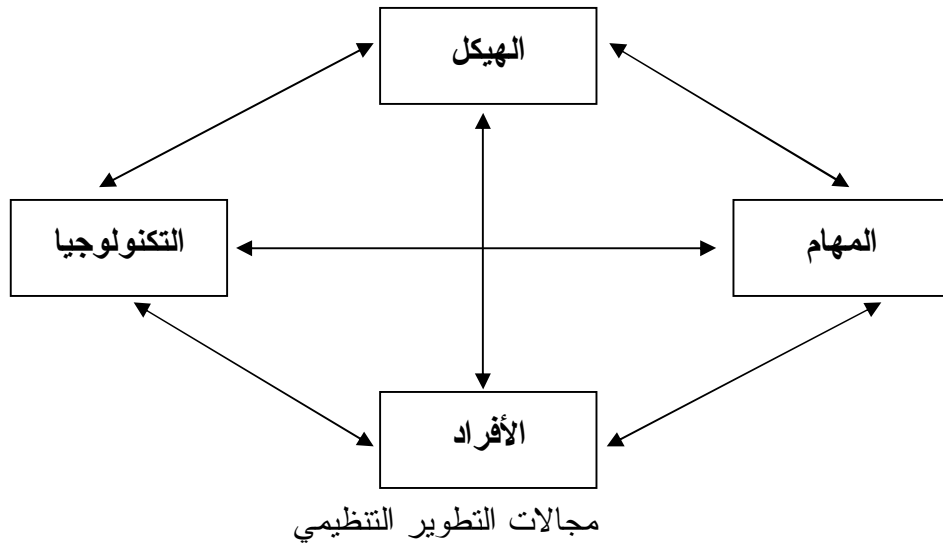 الهيكل
المهام
التكنولوجيا
الأفراد
مجالات التطوير التنظيمي